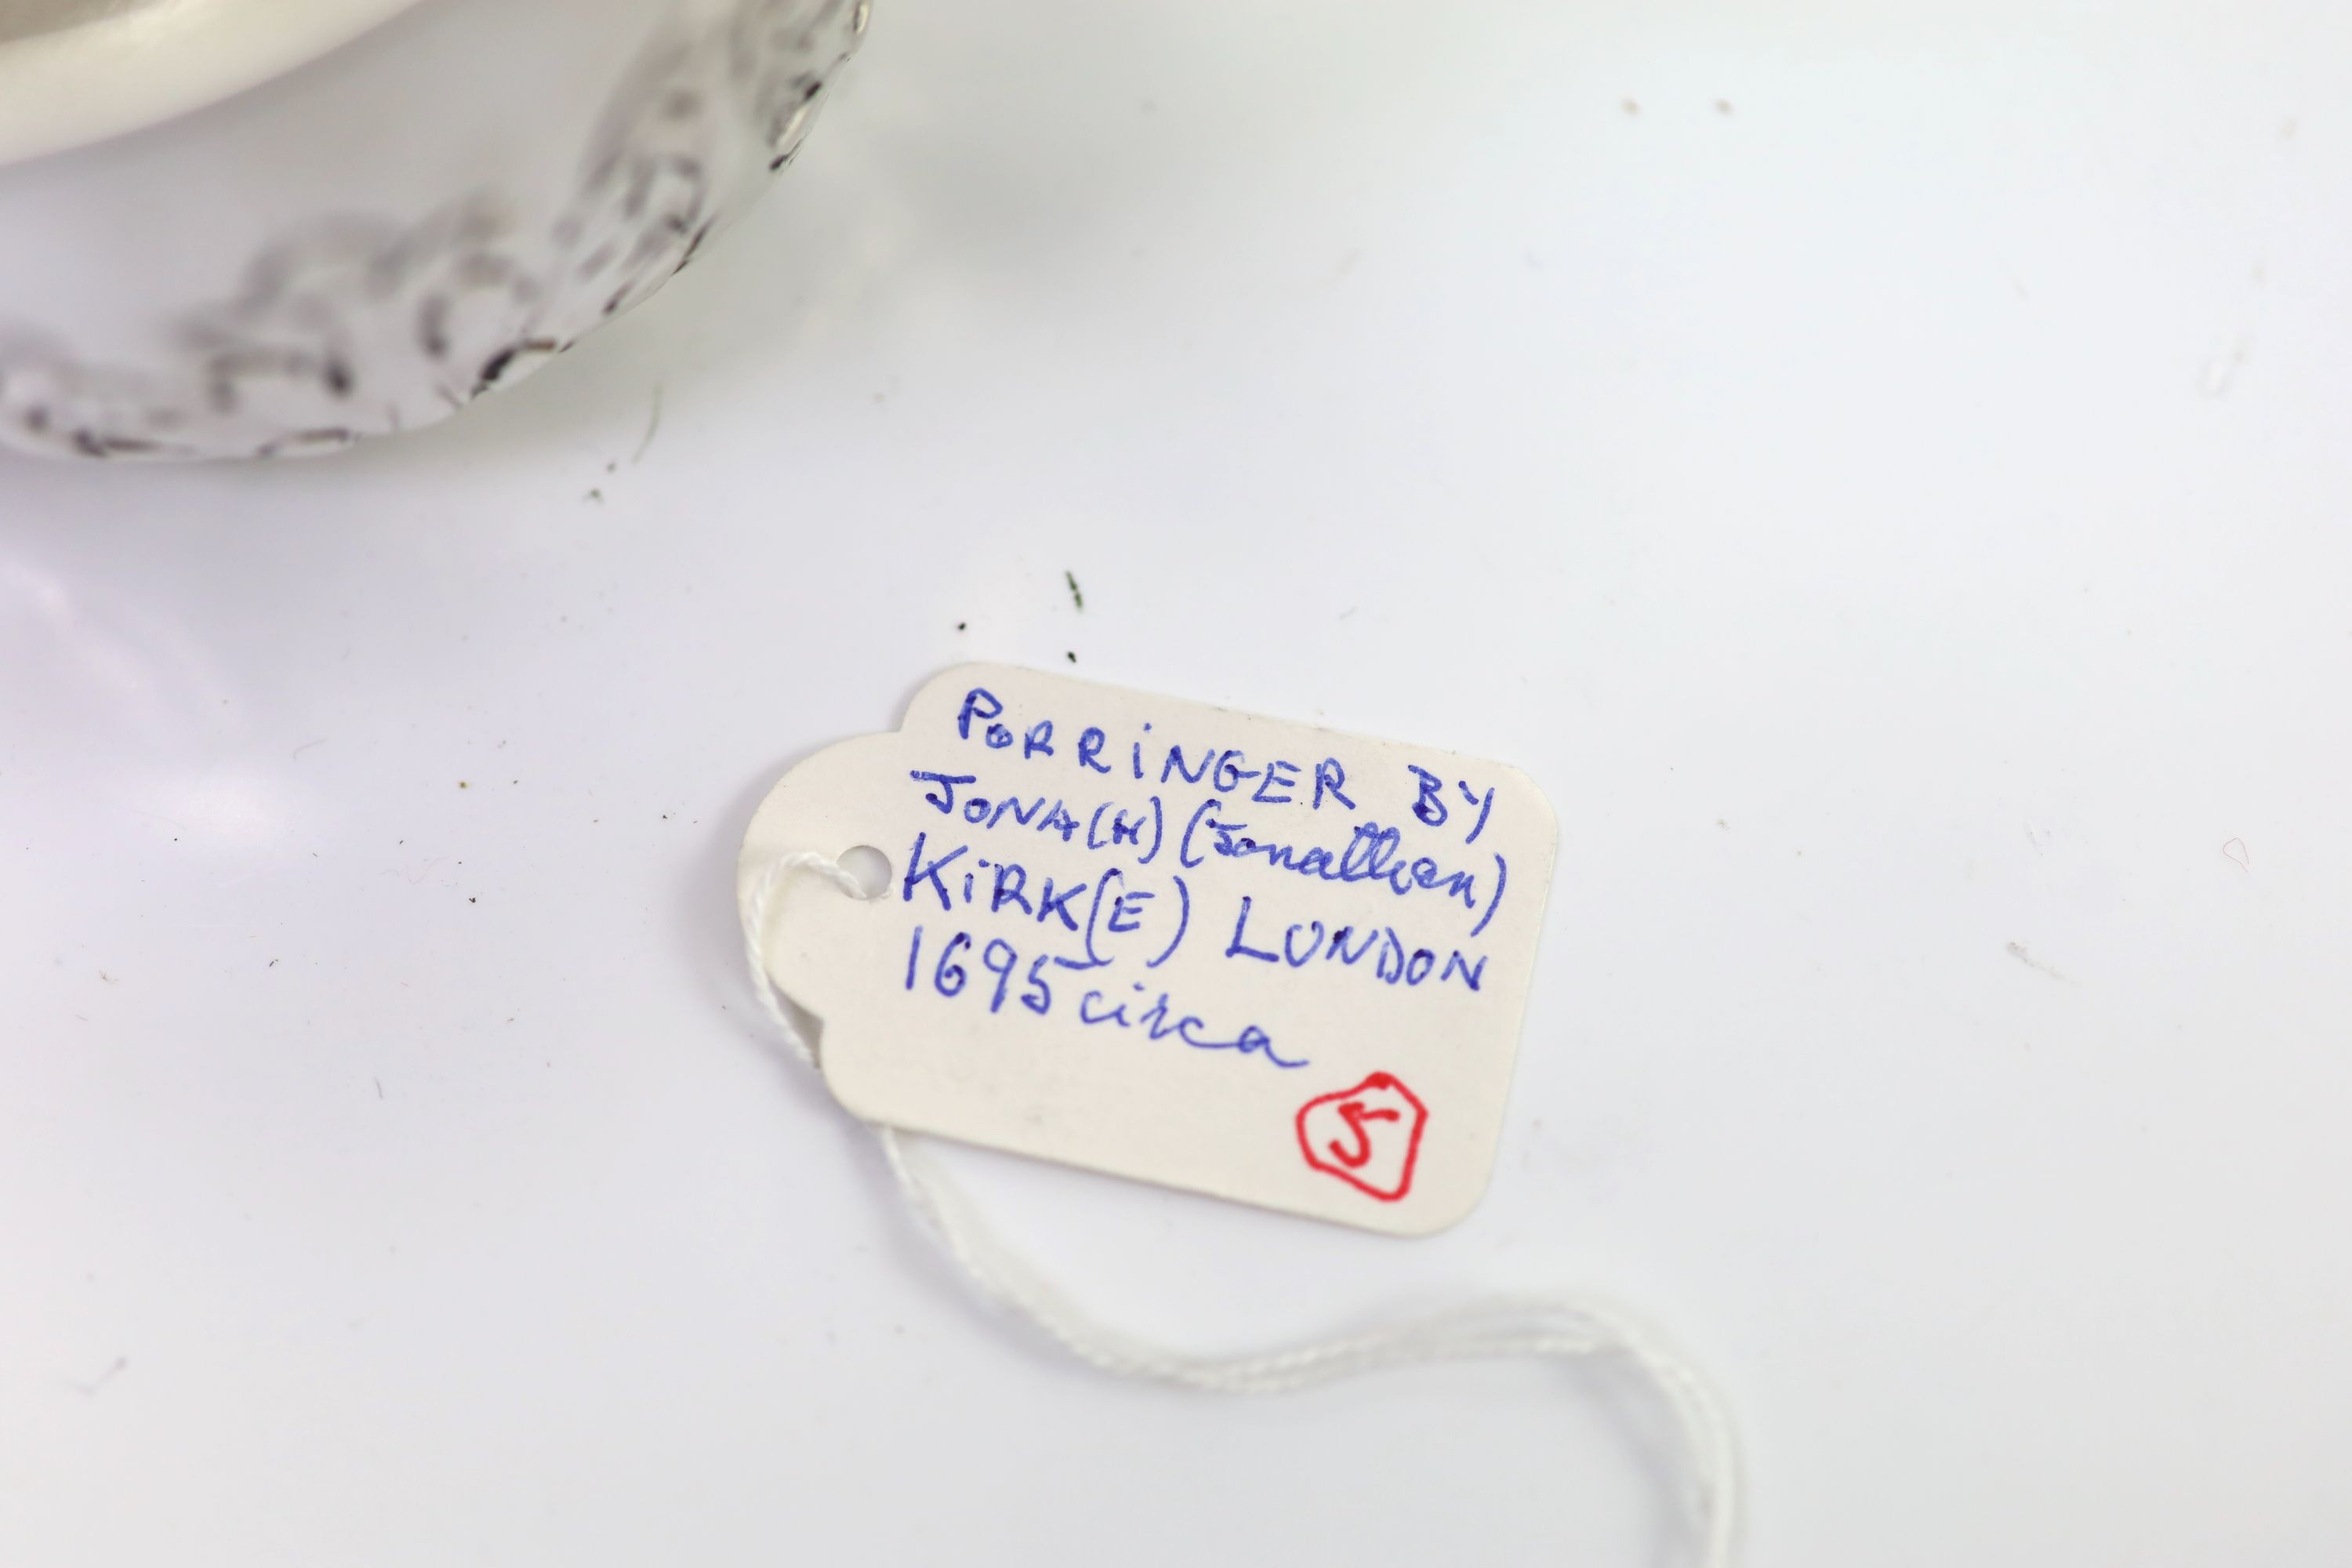 PORRINGER BY
JONA(H) (Jonathan)
KIRK(E) LONDON
1695 circa
5